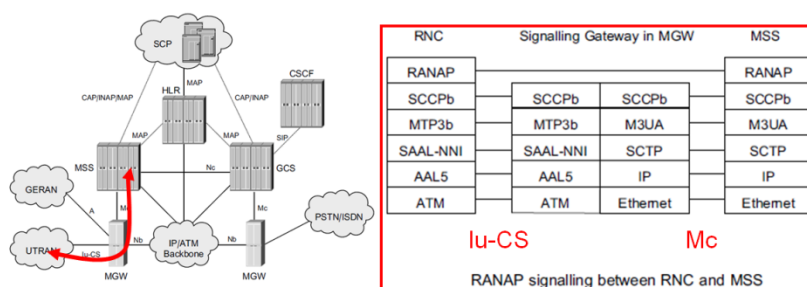 SCP
CSCF
MAP
HLR
CAP/INAP/MAP
CAP/INAP
MAP
MAP
SIP
MSS
Nc
GCS
GERAN
A
Mc
Mc
PSTN/ISDN
UTRAN
Iu-CS
Nb
IP/ATM
Backbone
Nb
MGW
MGW
RNC Signalling Gateway in MGW MSS
RANAP RANAP
SCCPb SCCPb SCCPb SCCPb
MTP3b MTP3b M3UA M3UA
SAAL-NNI SAAL-NNI SCTP SCTP
AAL5 AAL5 IP IP
ATM ATM Ethernet Ethernet
Iu-CS Mc
RANAP signalling between RNC and MSS